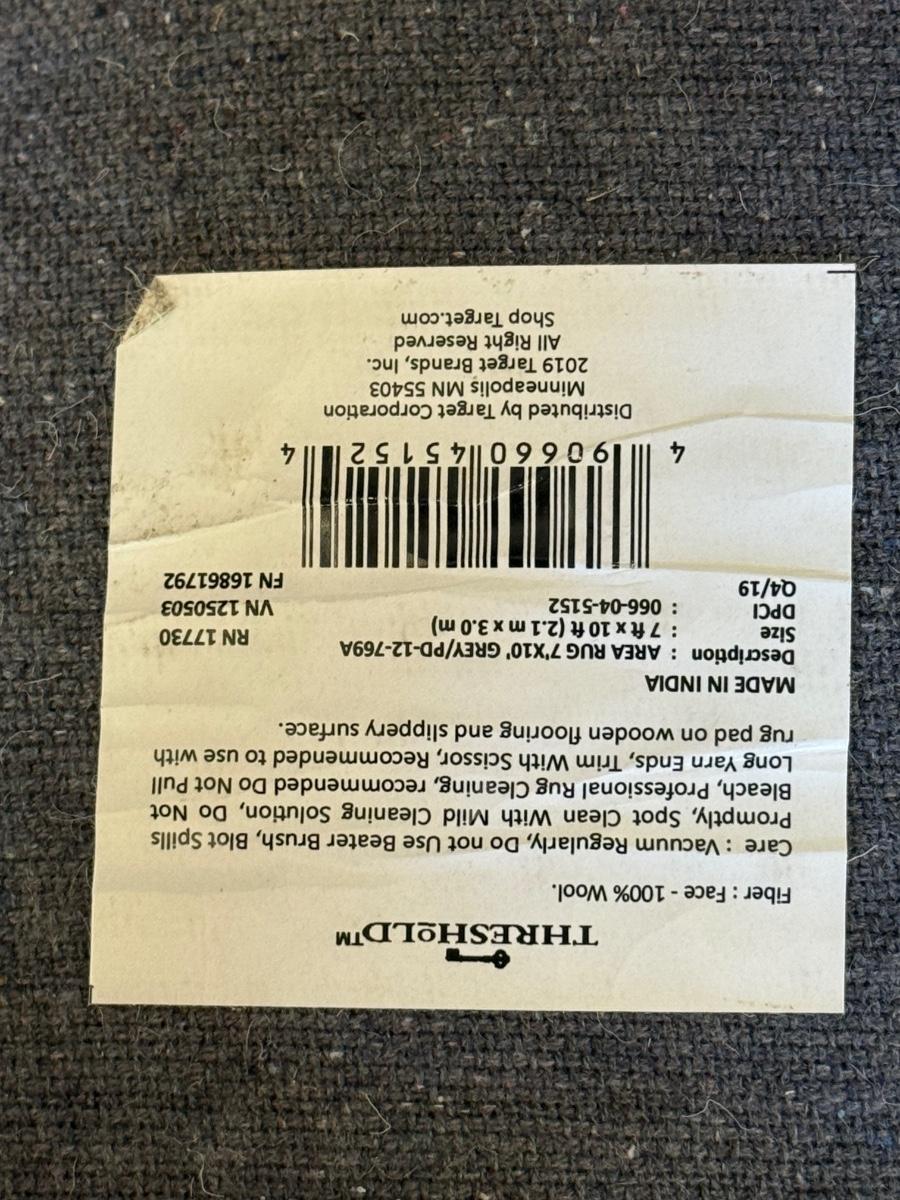 THRESHOLD™
Fiber : Face - 100% Wool.
Care : Vacuum Regularly, Do not Use Beater Brush, Blot Spills
Promptly, Spot Clean With Mild Cleaning Solution, Do Not
Bleach, Professional Rug Cleaning, recommended Do Not Pull
Long Yarn Ends, Trim With Scissor, Recommended to use with
rug pad on wooden flooring and slippery surface.
MADE IN INDIA
Description : AREA RUG 7'X10' GREY/PD-12-769A
Size : 7 ft x 10 ft (2.1 m x 3.0 m) RN 17730
DPCI : 066-04-5152 VN 1250503
Q4/19 FN 16861792
4 90660 45152 4
Distributed by Target Corporation
Minneapolis MN 55403
2019 Target Brands, Inc.
All Right Reserved
Shop Target.com